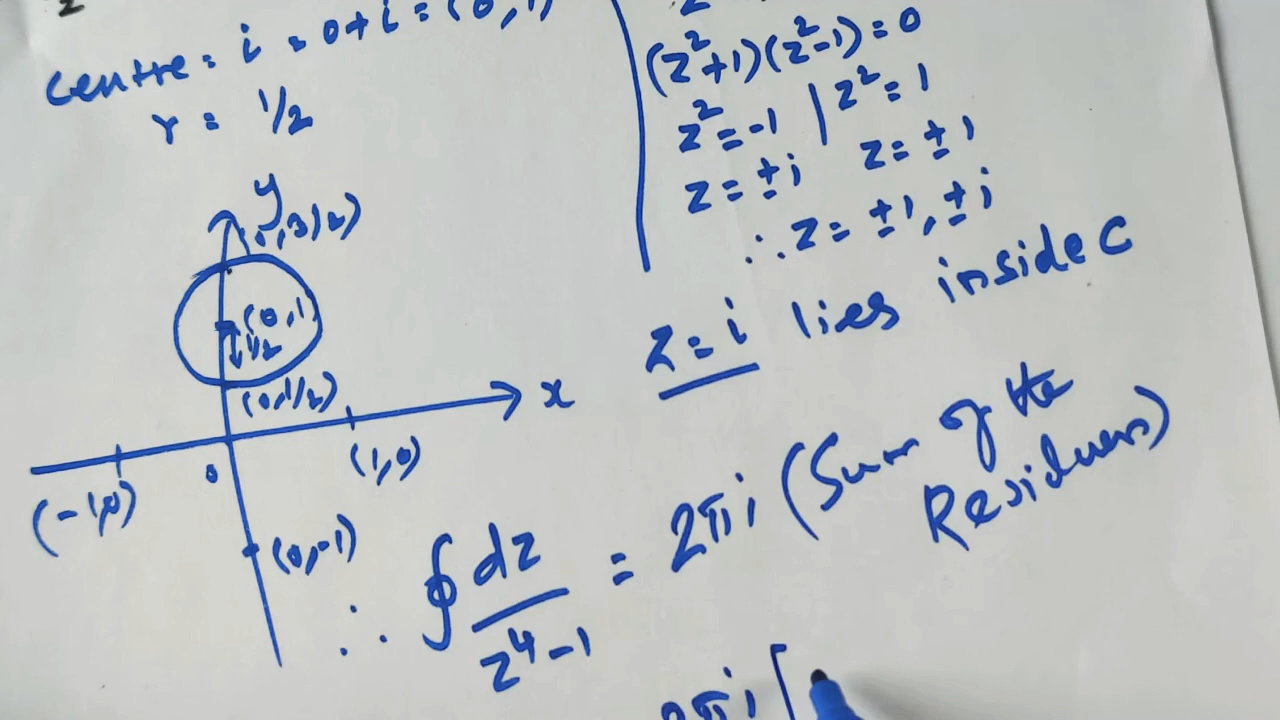 Centre = i = 0+i = (0,1)
r = 1/2
y
,3/2)
(0,1)
1/2
(0,1/2)
x
0
(1,0)
(-1,0)
(0,-1)
(z²+1)(z²-1)=0
z²=-1 | z²=1
z=±i z=±1
∴ z = ±1, ±i
z=i lies inside C
∴ ∮ dz/z⁴-1 = 2πi (Sum of the
Residues)
2πi [